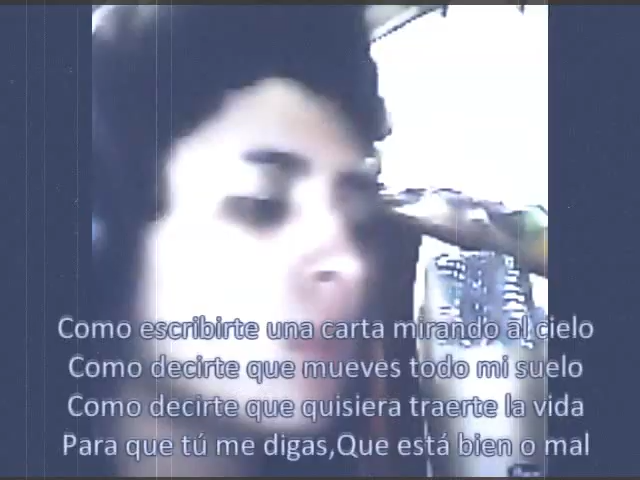 Como escribirte una carta mirando al cielo
Como decirte que mueves todo mi suelo
Como decirte que quisiera traerte la vida
Para que tú me digas,Que está bien o mal